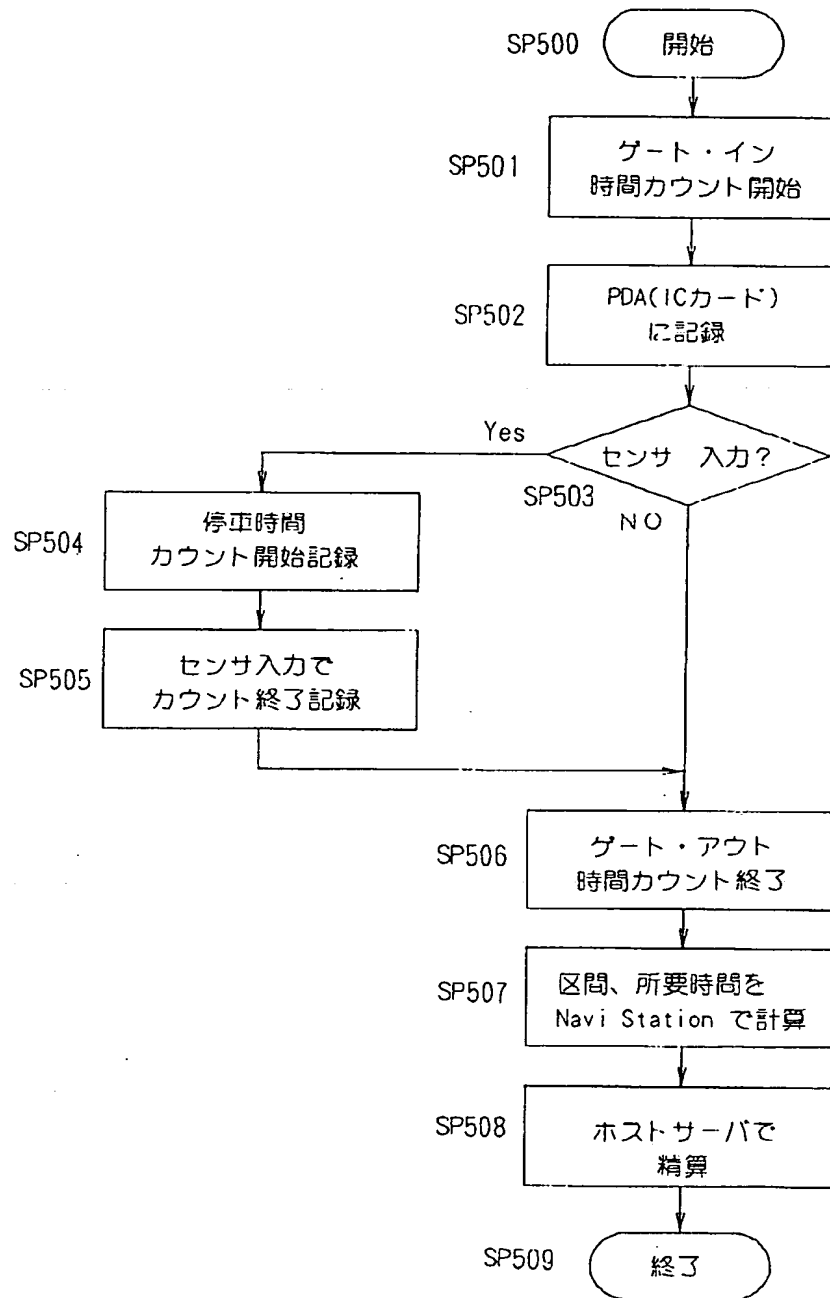 SP500
開始
SP501
ゲート・イン
時間カウント開始
SP502
PDA(ICカード)
に記録
Yes
センサ 入力?
SP503
NO
SP504
停車時間
カウント開始記録
SP505
センサ入力で
カウント終了記録
SP506
ゲート・アウト
時間カウント終了
SP507
区間、所要時間を
Navi Station で計算
SP508
ホストサーバで
精算
SP509
終了